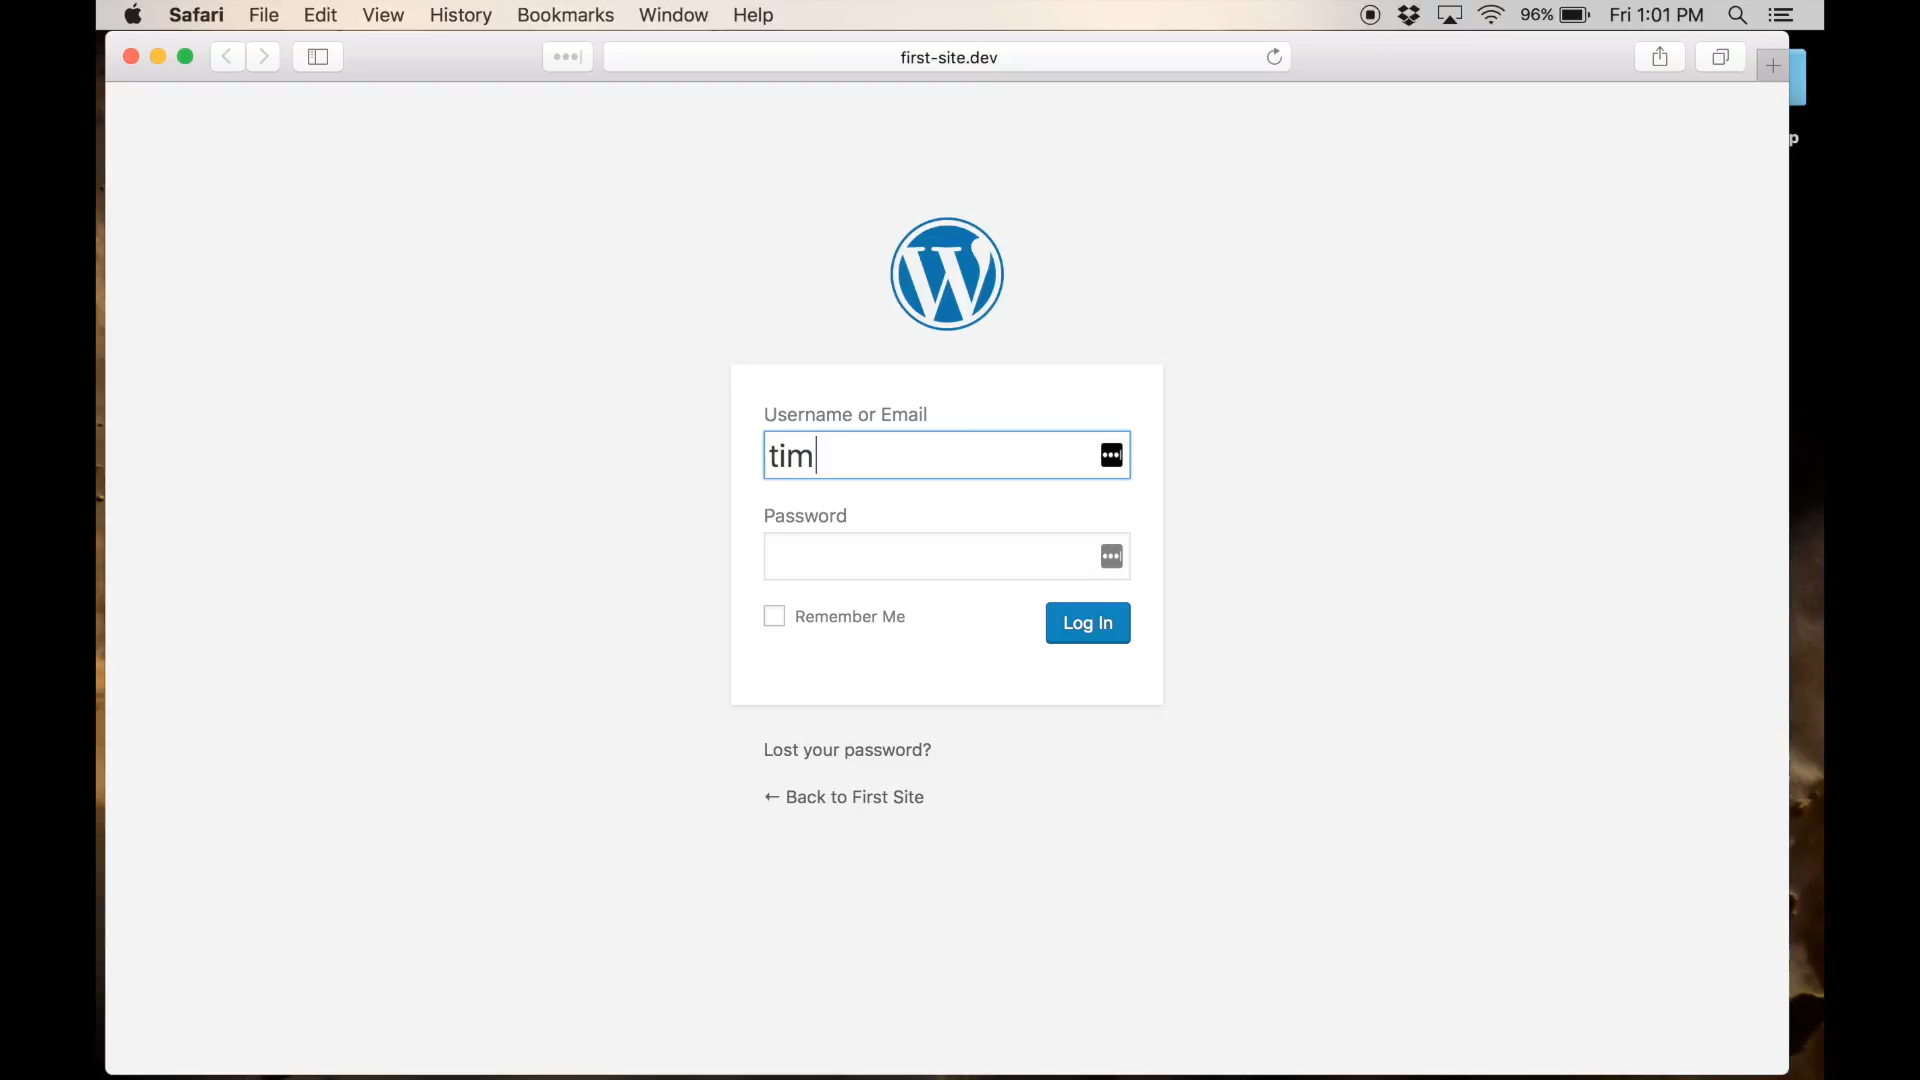 Safari File Edit View History Bookmarks Window Help 96% Fri 1:01 PM
first-site.dev
p
Username or Email
tim
Password
Remember Me
Log In
Lost your password?
← Back to First Site